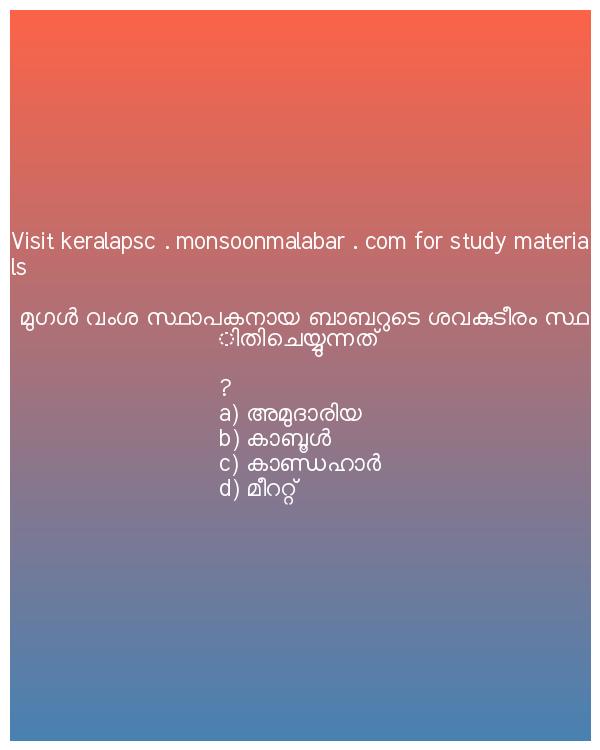 Visit keralapsc . monsoonmalabar . com for study materia
ls
മുഗൾ വംശ സ്ഥാപകനായ ബാബറുടെ ശവകുടീരം സ്ഥ
ിതിചെയ്യുന്നത്
?
a) അമുദാരിയ
b) കാബൂൾ
c) കാണ്ഡഹാർ
d) മീററ്റ്